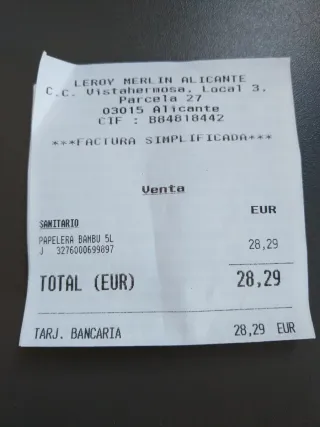 LEROY MERLIN ALICANTE
C.C. Vistahermosa, Local 3.
Parcela 27
03015 Alicante
CIF : B84818442
***FACTURA SIMPLIFICADA***
Venta
EUR
SANITARIO
PAPELERA BAMBU 5L 28,29
J 3276000699897
TOTAL (EUR) 28,29
TARJ. BANCARIA 28,29 EUR